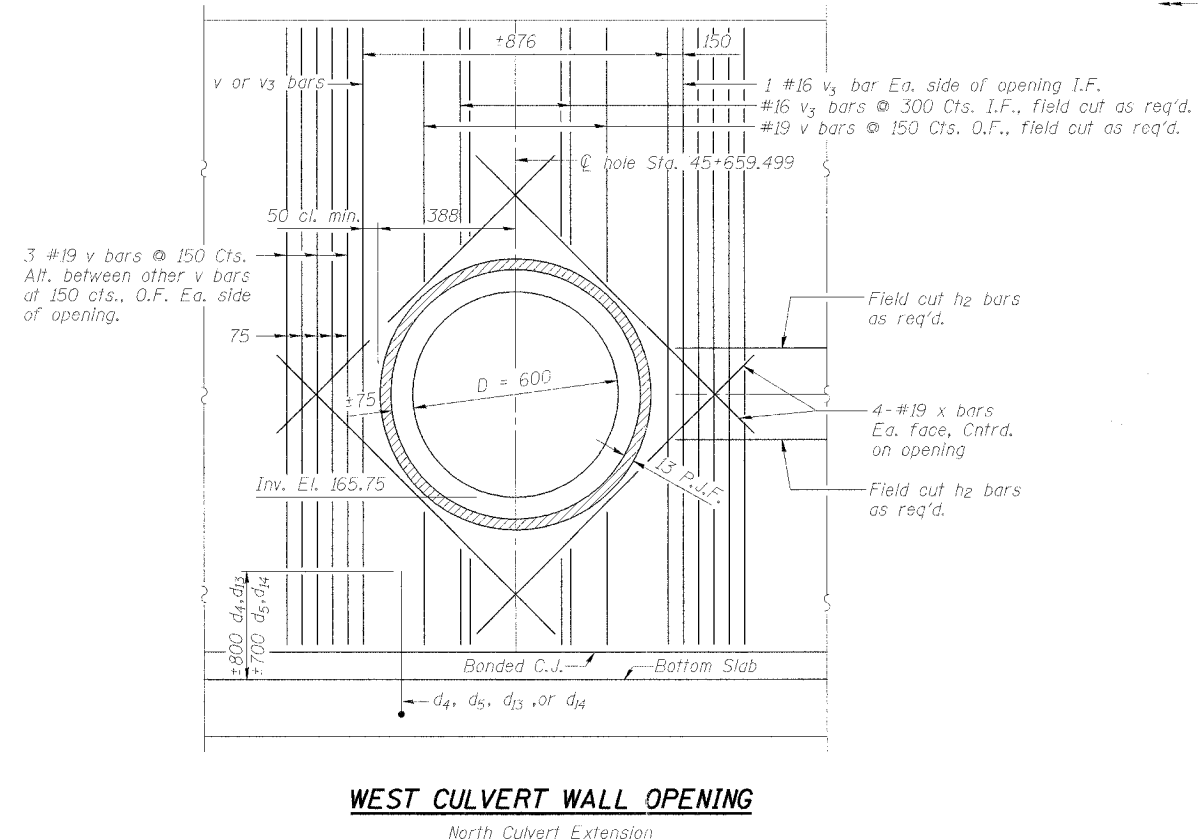 ±876
150
v or v3 bars
1 #16 v3 bar Ea. side of opening I.F.
#16 v3 bars @ 300 Cts. I.F., field cut as req'd.
#19 v bars @ 150 Cts. O.F., field cut as req'd.
℄ hole Sta. 45+659.499
50 cl. min.
388
3 #19 v bars @ 150 Cts.
Alt. between other v bars
at 150 cts., O.F. Ea. side
of opening.
75
Field cut h2 bars
as req'd.
D = 600
±75
4-#19 x bars
Ea. face, Cntrd.
on opening
13 P.J.F.
Inv. El. 165.75
Field cut h2 bars
as req'd.
±800 d4,d13
±700 d5,d14
Bonded C.J.
Bottom Slab
d4, d5, d13 ,or d14
WEST CULVERT WALL OPENING
North Culvert Extension